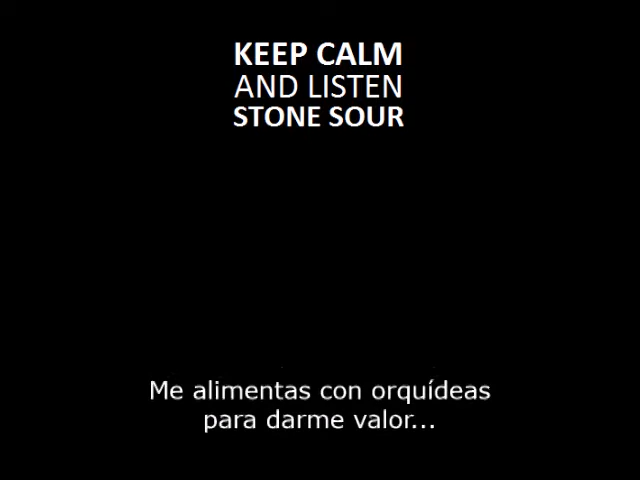 KEEP CALM
AND LISTEN
STONE SOUR
Me alimentas con orquídeas
para darme valor...